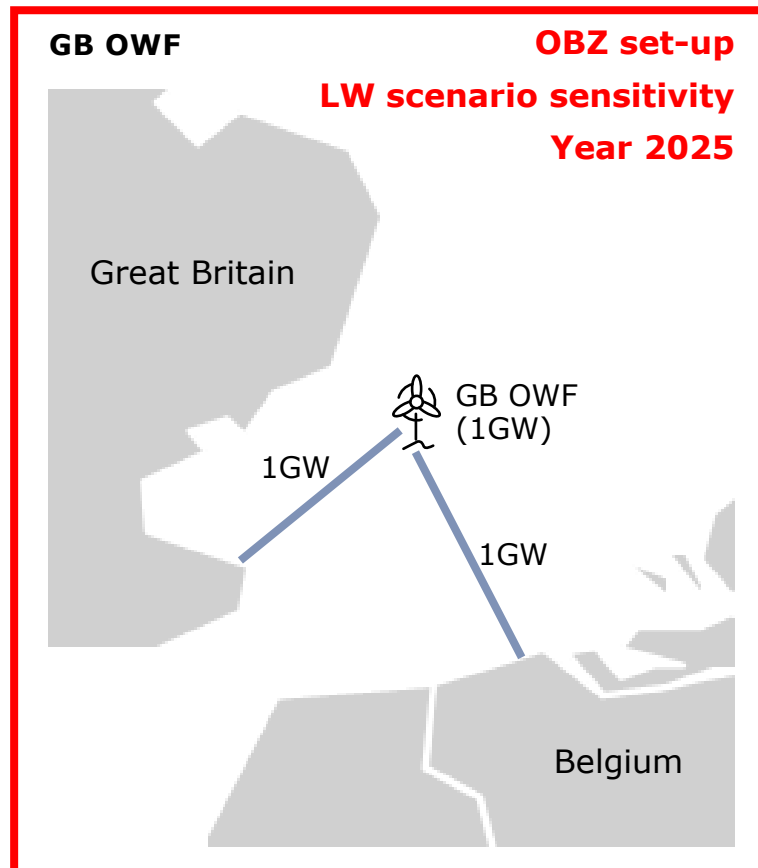 GB OWF
OBZ set-up
LW scenario sensitivity
Year 2025
Great Britain
GB OWF
(1GW)
1GW
1GW
Belgium